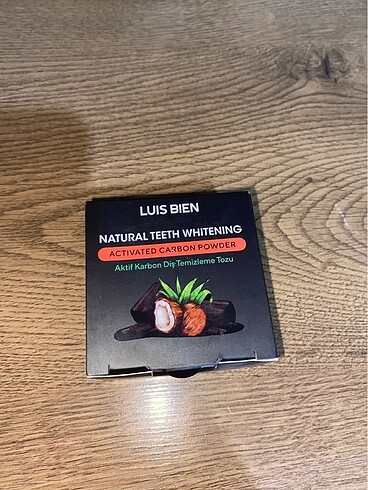 LUIS BIEN
NATURAL TEETH WHITENING
ACTIVATED CARBON POWDER
Aktif Karbon Diş Temizleme Tozu